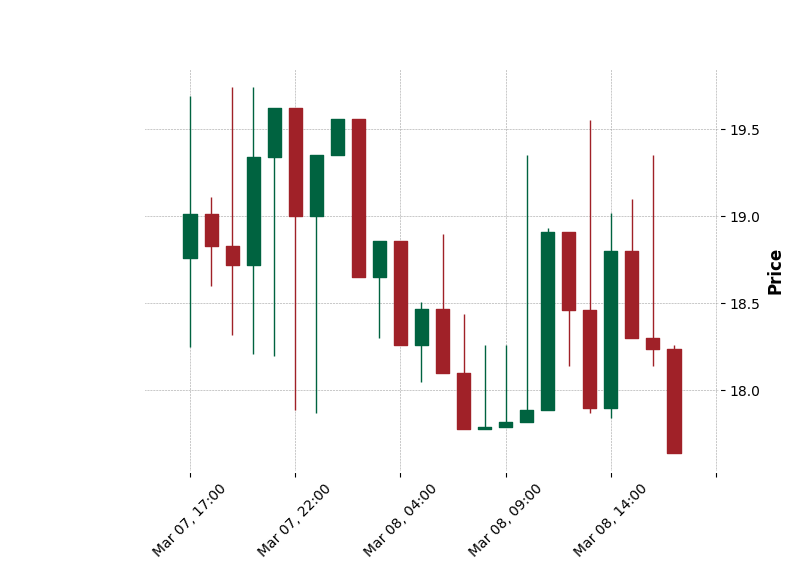 19.5
19.0
18.5
18.0
Price
Mar 07, 17:00
Mar 07, 22:00
Mar 08, 04:00
Mar 08, 09:00
Mar 08, 14:00